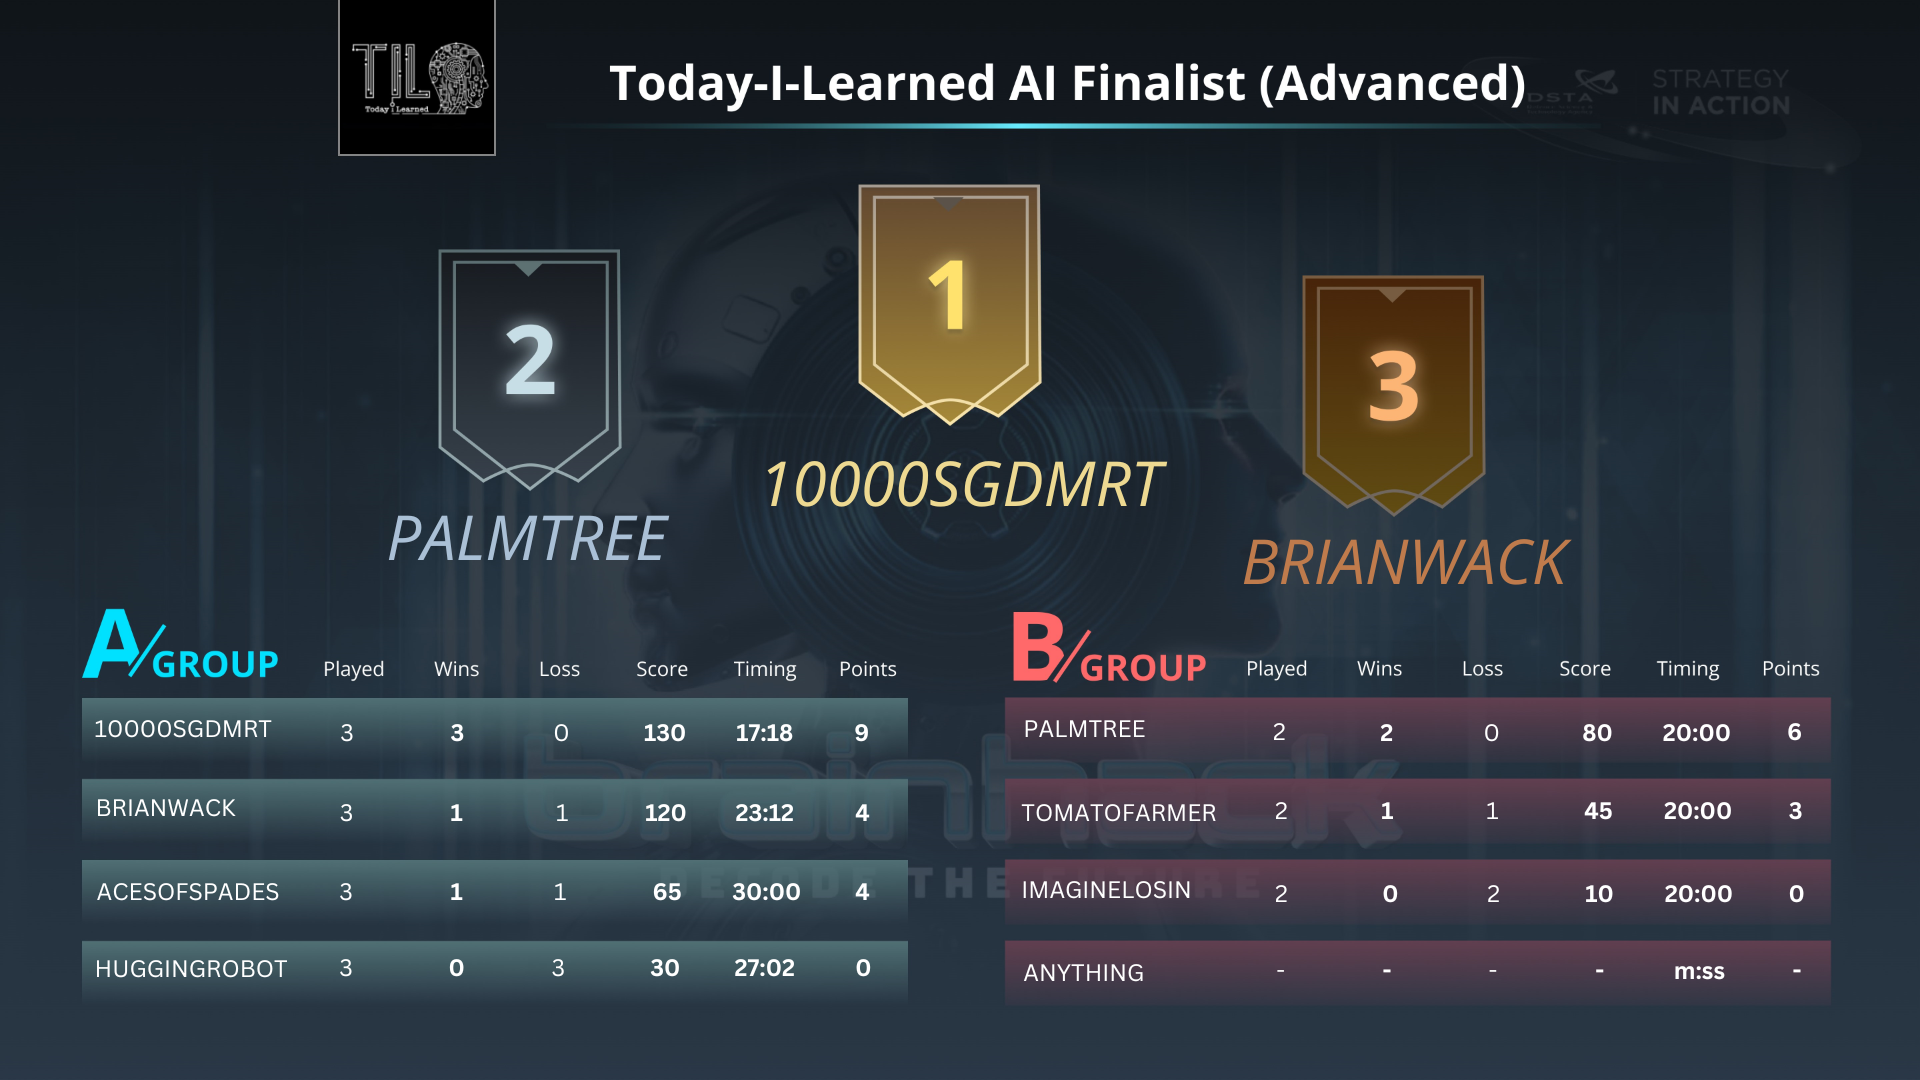 TIL
Today I Learned
Today-I-Learned AI Finalist (Advanced)
DSTA
STRATEGY
IN ACTION
1
2
3
10000SGDMRT
PALMTREE
BRIANWACK
A/GROUP Played Wins Loss Score Timing Points
10000SGDMRT 3 3 0 130 17:18 9
BRIANWACK 3 1 1 120 23:12 4
ACESOFSPADES 3 1 1 65 30:00 4
HUGGINGROBOT 3 0 3 30 27:02 0
B/GROUP Played Wins Loss Score Timing Points
PALMTREE 2 2 0 80 20:00 6
TOMATOFARMER 2 1 1 45 20:00 3
IMAGINELOSIN 2 0 2 10 20:00 0
ANYTHING - - - - m:ss -
brainhack
DECODE THE FUTURE